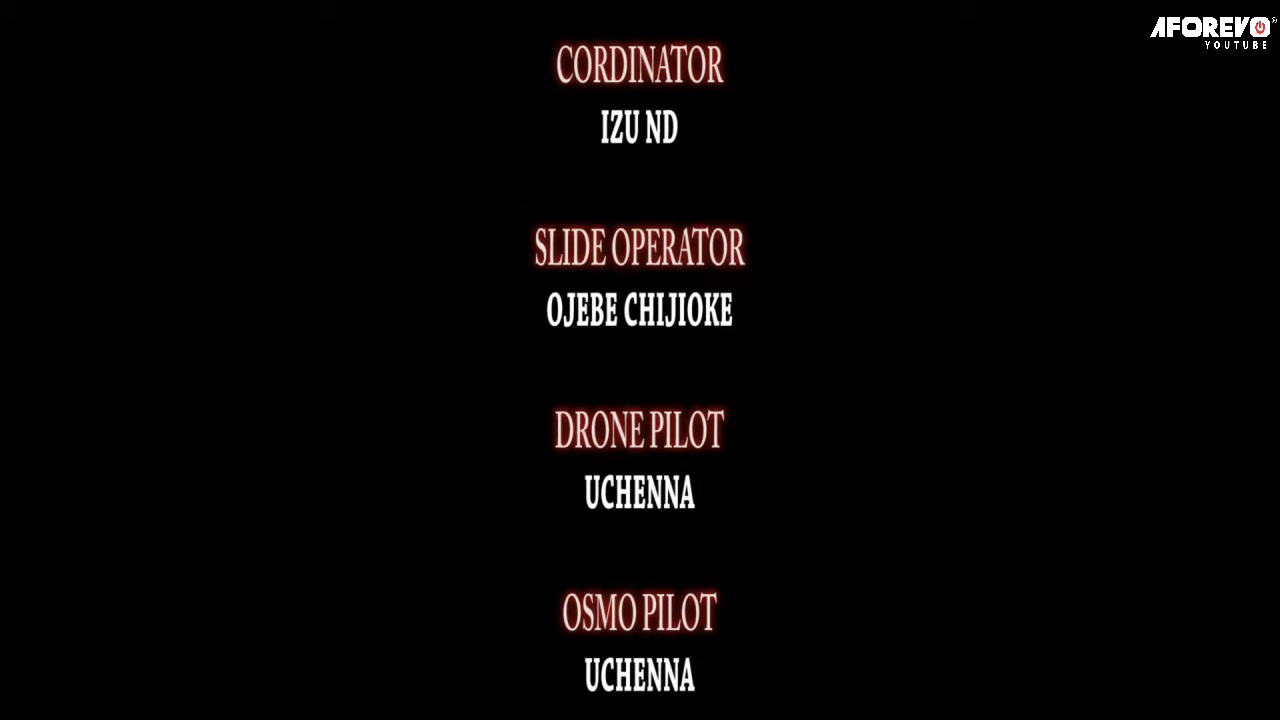 AFOREVO
YOUTUBE
CORDINATOR
IZU ND
SLIDE OPERATOR
OJEBE CHIJIOKE
DRONE PILOT
UCHENNA
OSMO PILOT
UCHENNA